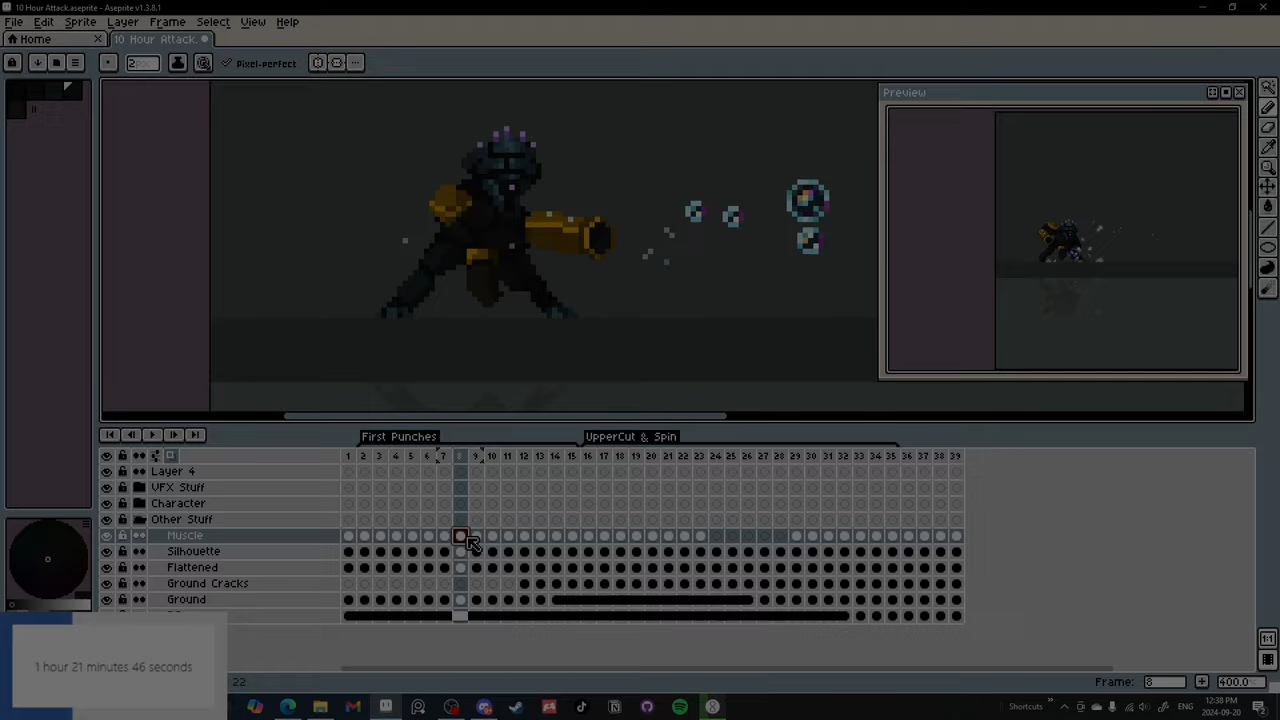 10 Hour Attack.aseprite - Aseprite v1.3.8.1
File Edit Sprite Layer Frame Select View Help
Home
10 Hour Attack.
2px
Pixel-perfect
Preview
First Punches
UpperCut & Spin
1 2 3 4 5 6 7 8 9 10 11 12 13 14 15 16 17 18 19 20 21 22 23 24 25 26 27 28 29 30 31 32 33 34 35 36 37 38 39
Layer 4
VFX Stuff
Character
Other Stuff
Muscle
Silhouette
Flattened
Ground Cracks
Ground
1:1
1 hour 21 minutes 46 seconds
22
Frame: 8
400.0
Shortcuts
ENG
12:38 PM
2024-09-20